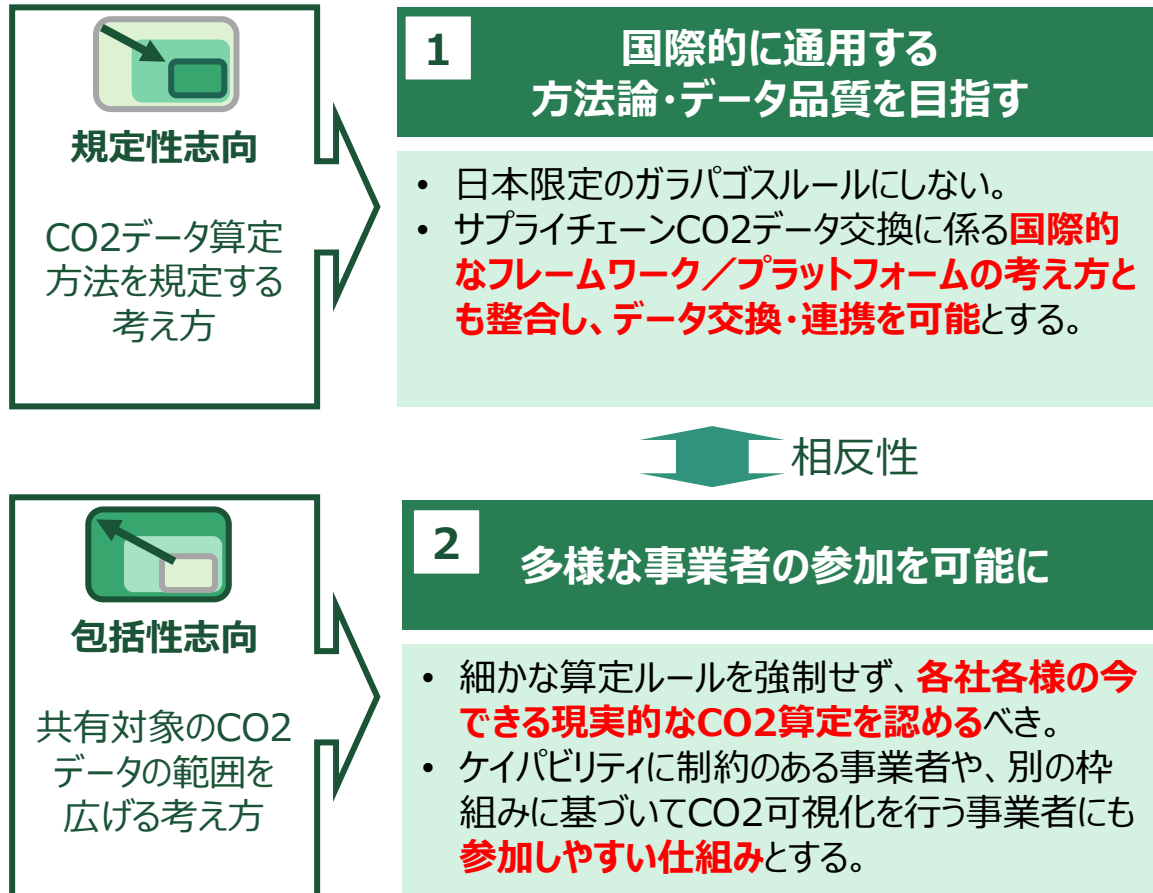 規定性志向
CO2データ算定
方法を規定する
考え方
1
国際的に通用する
方法論・データ品質を目指す
• 日本限定のガラパゴスルールにしない。
• サプライチェーンCO2データ交換に係る国際的
なフレームワーク／プラットフォームの考え方と
も整合し、データ交換・連携を可能とする。
相反性
包括性志向
共有対象のCO2
データの範囲を
広げる考え方
2
多様な事業者の参加を可能に
• 細かな算定ルールを強制せず、各社各様の今
できる現実的なCO2算定を認めるべき。
• ケイパビリティに制約のある事業者や、別の枠
組みに基づいてCO2可視化を行う事業者にも
参加しやすい仕組みとする。